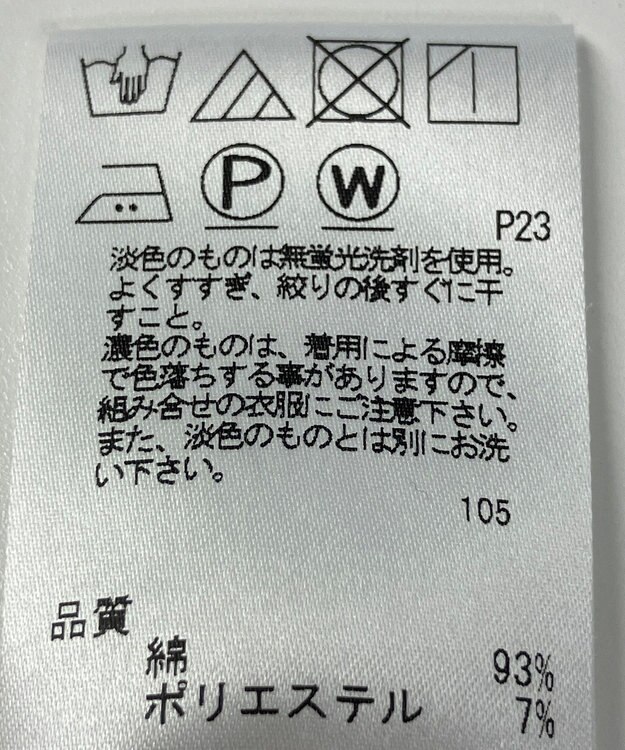 P W
P23
淡色のものは無蛍光洗剤を使用。
よくすすぎ、絞りの後すぐに干
すこと。
濃色のものは、着用による摩擦
で色落ちする事がありますので、
組み合せの衣服にご注意下さい。
また、淡色のものとは別にお洗
い下さい。
105
品質
綿 93%
ポリエステル 7%